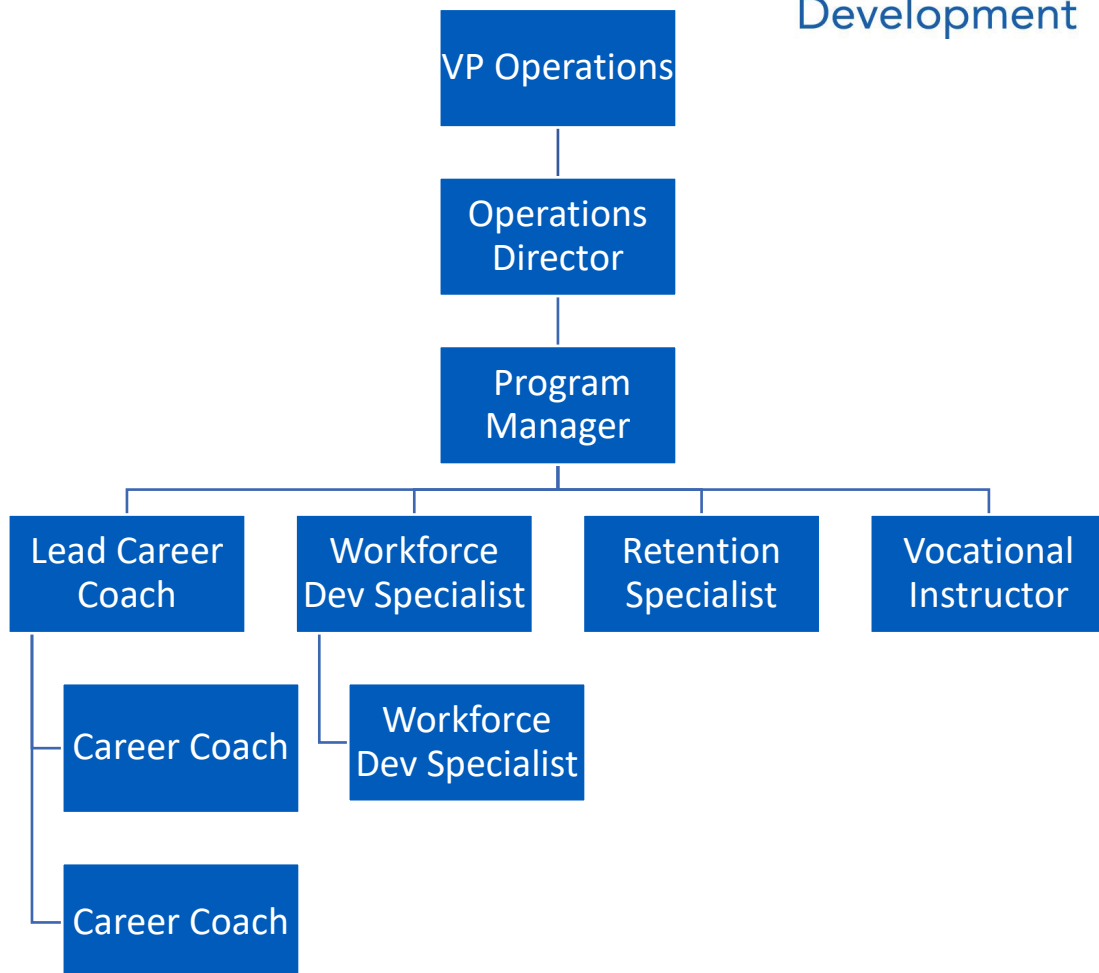 Development
VP Operations
Operations
Director
Program
Manager
Lead Career
Coach
Workforce
Dev Specialist
Retention
Specialist
Vocational
Instructor
Career Coach
Workforce
Dev Specialist
Career Coach